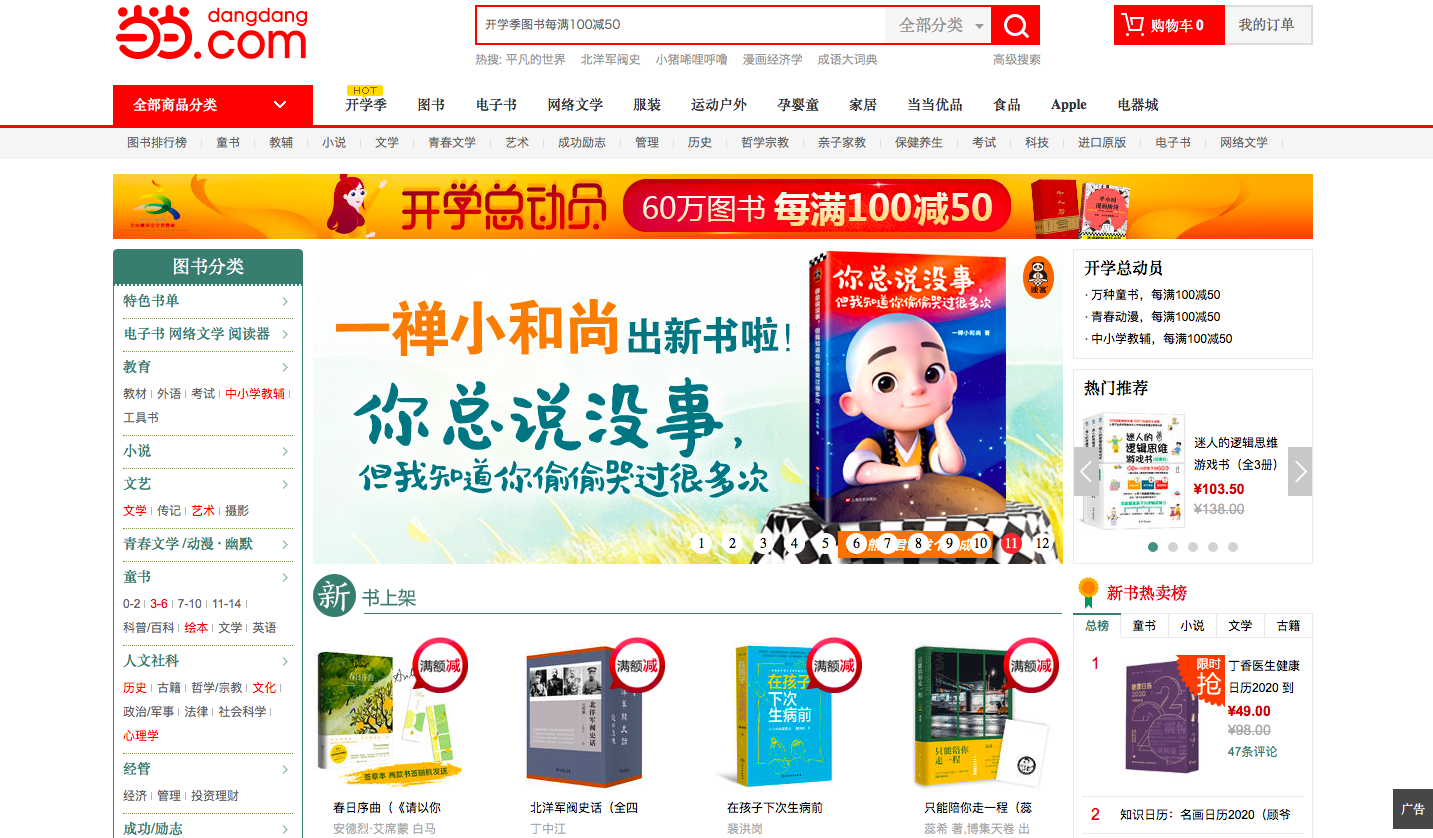 当当 dangdang
.com
开学季图书每满100减50
全部分类
购物车 0
我的订单
热搜: 平凡的世界 北洋军阀史 小猪唏哩呼噜 漫画经济学 成语大词典
高级搜索
HOT
全部商品分类
开学季 图书 电子书 网络文学 服装 运动户外 孕婴童 家居 当当优品 食品 Apple 电器城
图书排行榜 童书 教辅 小说 文学 青春文学 艺术 成功励志 管理 历史 哲学宗教 亲子家教 保健养生 考试 科技 进口原版 电子书 网络文学
开学总动员 60万图书 每满100减50
图书分类
特色书单
电子书 网络文学 阅读器
教育
教材 外语 考试 中小学教辅
工具书
小说
文艺
文学 传记 艺术 摄影
青春文学 /动漫 · 幽默
童书
0-2 3-6 7-10 11-14
科普/百科 绘本 文学 英语
人文社科
历史 古籍 哲学/宗教 文化
政治/军事 法律 社会科学
心理学
经管
经济 管理 投资理财
成功/励志
一禅小和尚 出新书啦!
你总说没事，
但我知道你偷偷哭过很多次
你总说没事，
但我知道你偷偷哭过很多次
一禅小和尚 著
读客
1 2 3 4 5 6 7 8 9 10 11 12
开学总动员
· 万种童书，每满100减50
· 青春动漫，每满100减50
· 中小学教辅，每满100减50
热门推荐
迷人的
逻辑思维
游戏书
迷人的逻辑思维
游戏书（全3册）
¥103.50
¥138.00
新 书上架
满额减
春日序曲
签章本 两款书签随机发送
春日序曲（《请以你
安德烈·艾席蒙 白马
满额减
北洋军阀史话
北洋军阀史话（全四
丁中江
满额减
在孩子
下次
生病前
在孩子下次生病前
裴洪岗
满额减
只能陪你
走一程
只能陪你走一程（蕊
蕊希 著,博集天卷 出
新书热卖榜
总榜 童书 小说 文学 古籍
1
限时
抢
健康日历
2020
丁香医生健康
日历2020 到
¥49.00
¥98.00
47条评论
2 知识日历：名画日历2020（顾爷
广告